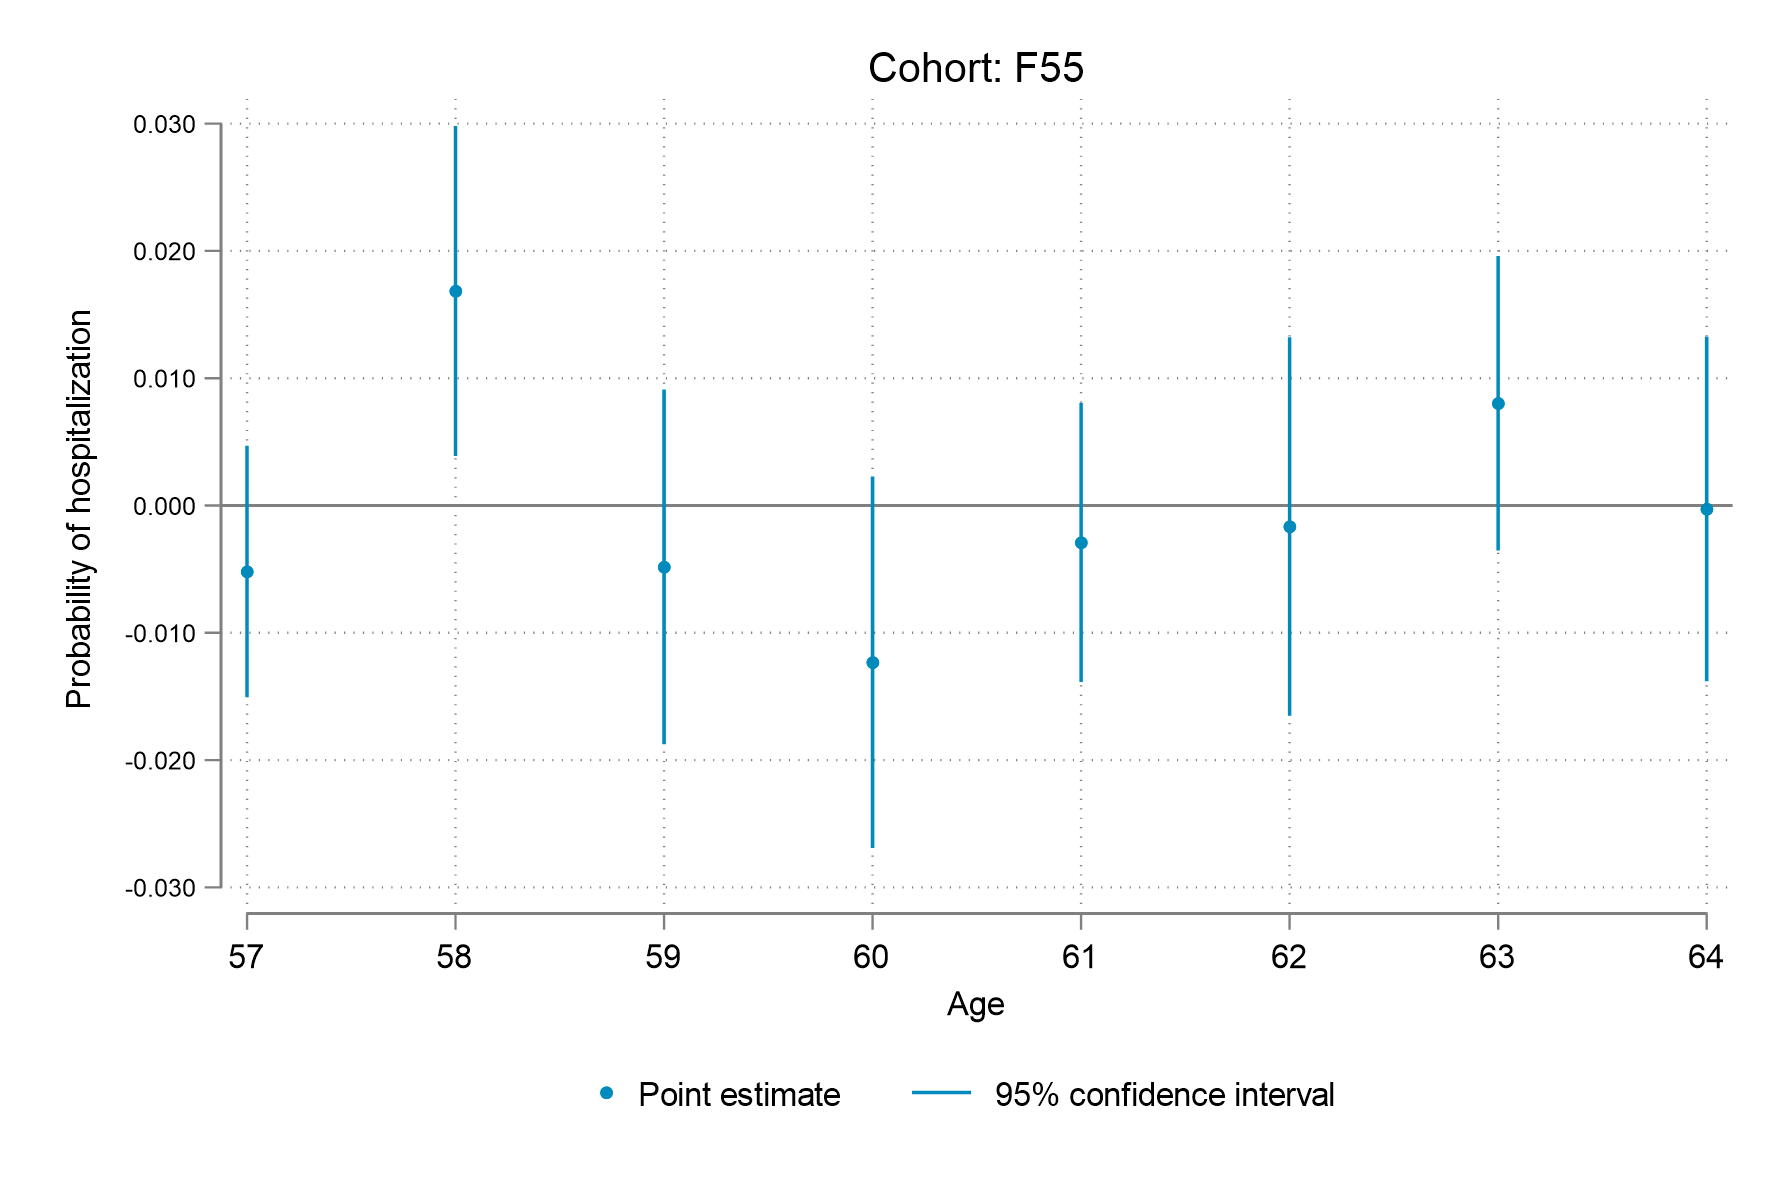 Cohort: F55
0.030
0.020
0.010
0.000
-0.010
-0.020
-0.030
Probability of hospitalization
57 58 59 60 61 62 63 64
Age
Point estimate 95% confidence interval